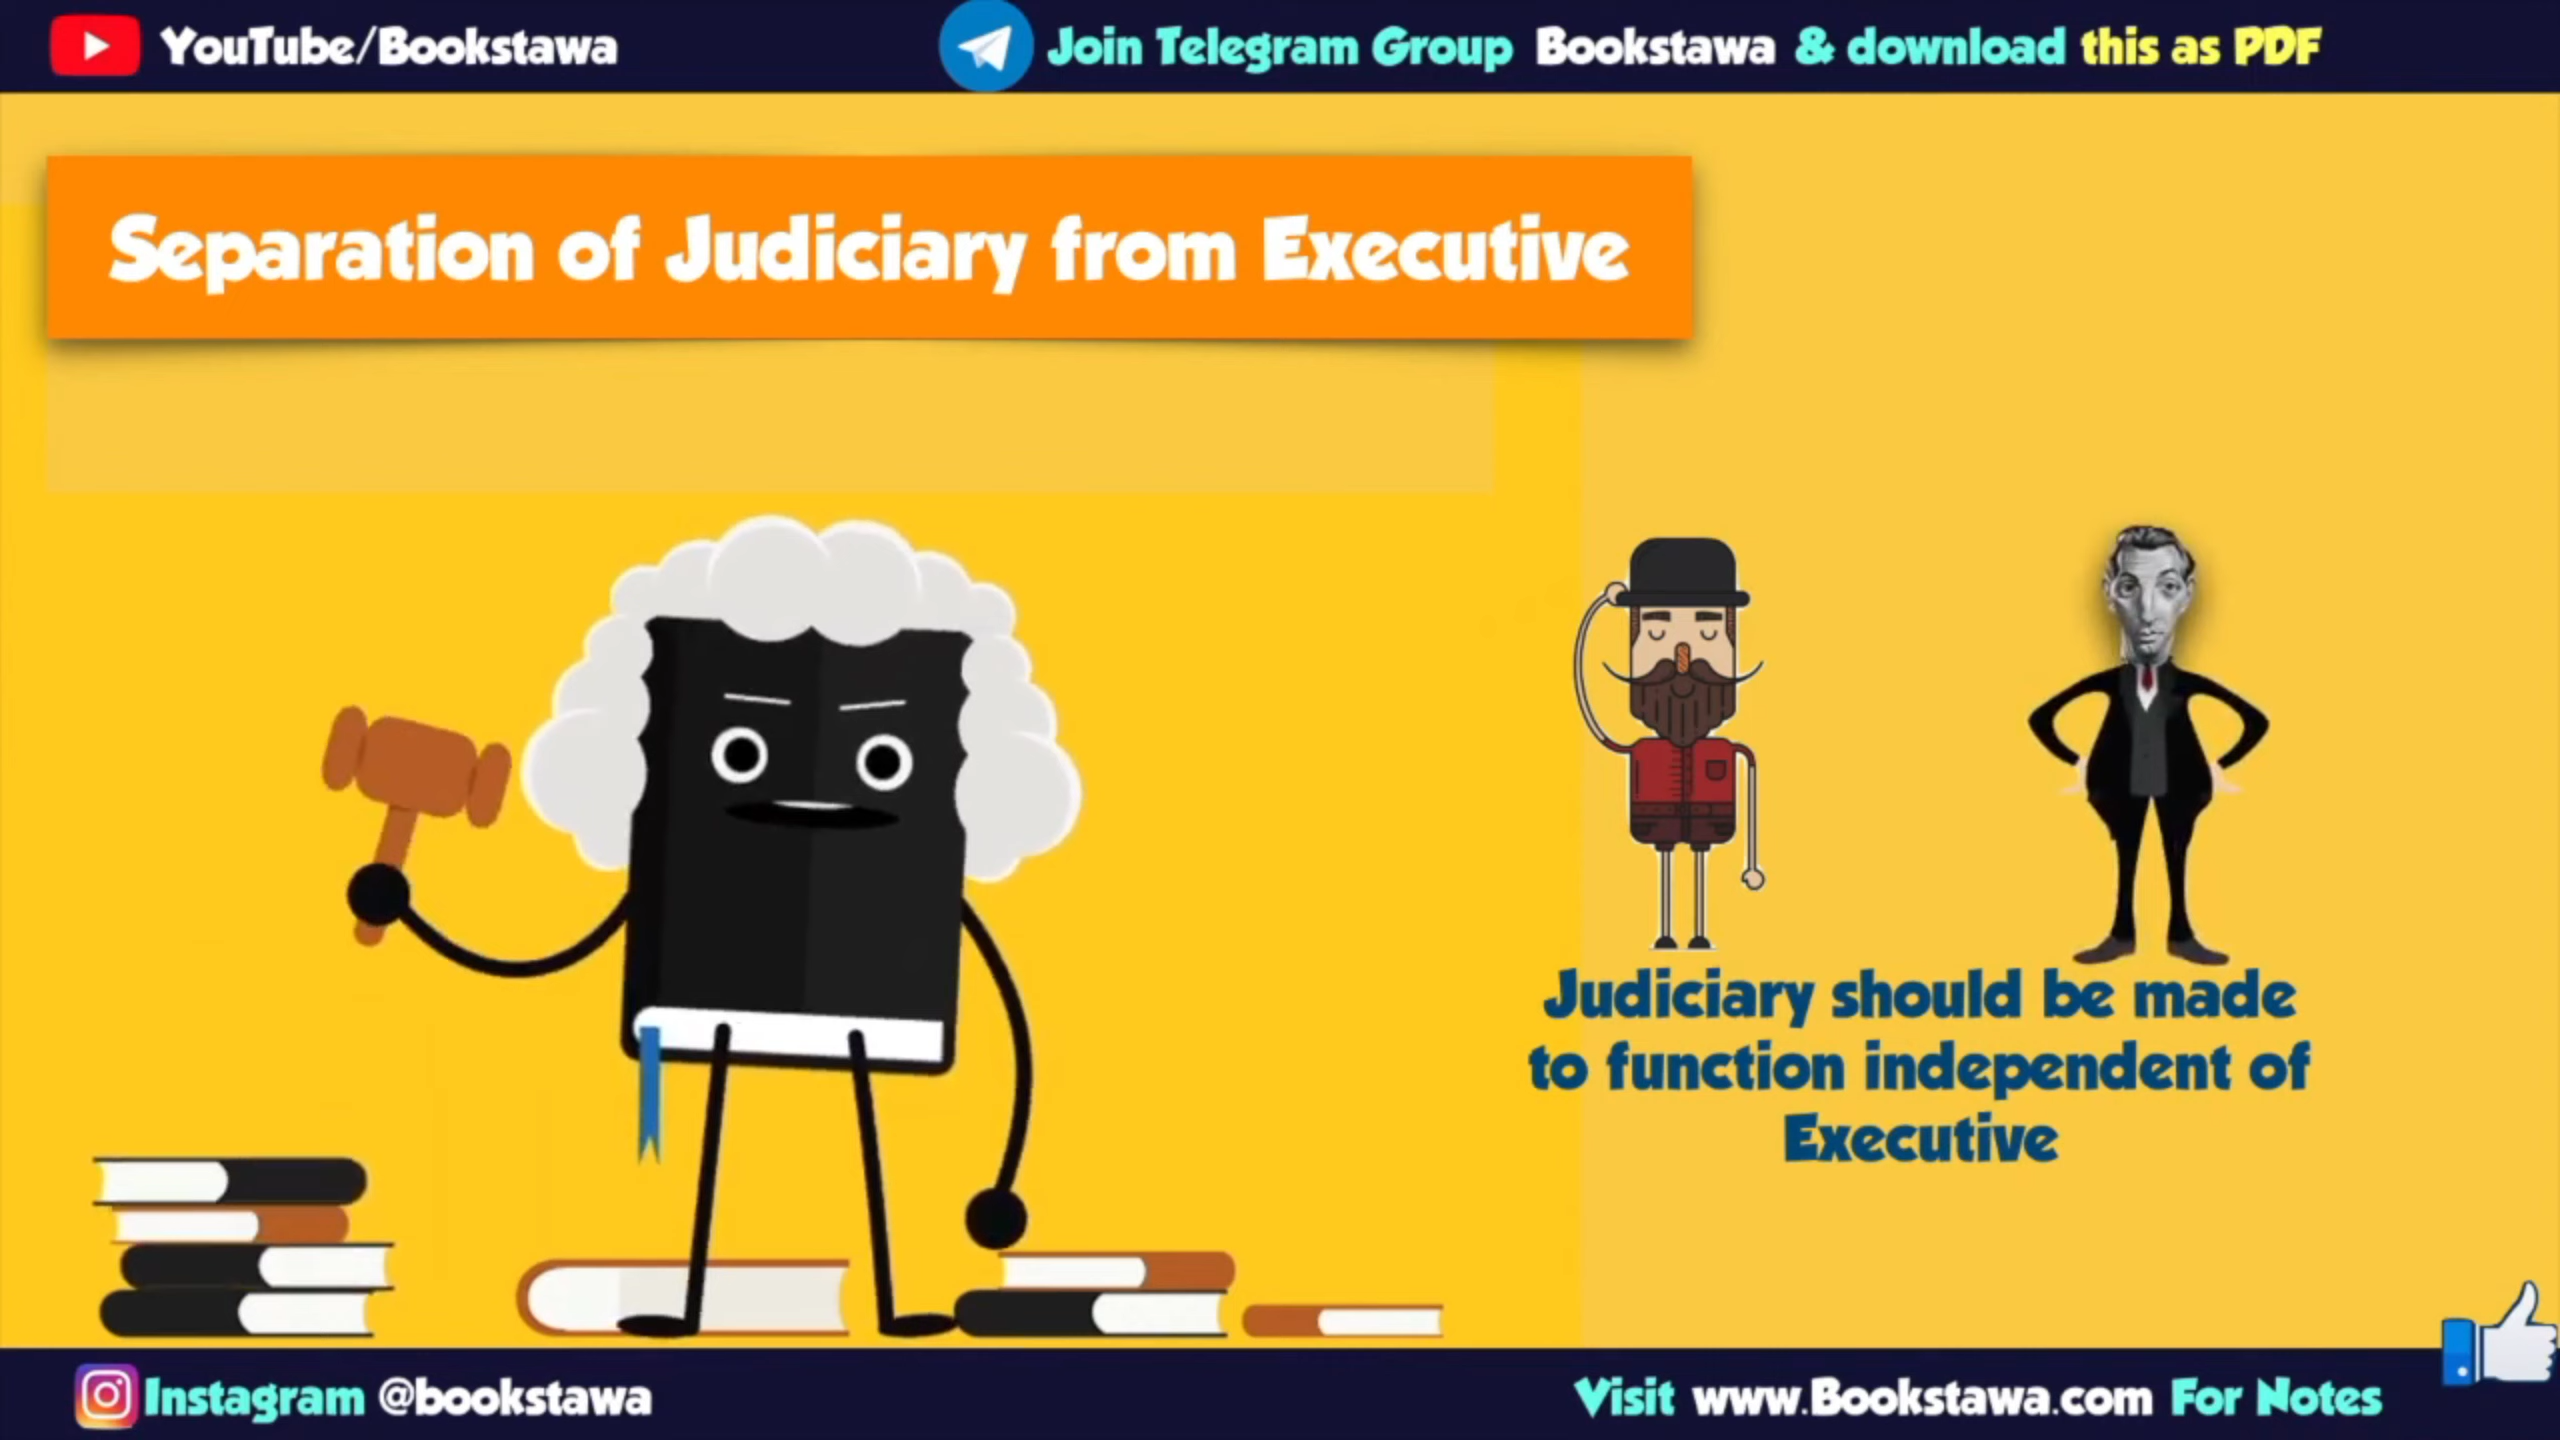 YouTube/Bookstawa
Join Telegram Group Bookstawa & download this as PDF
Separation of Judiciary from Executive
Judiciary should be made
to function independent of
Executive
Instagram @bookstawa
Visit www.Bookstawa.com For Notes